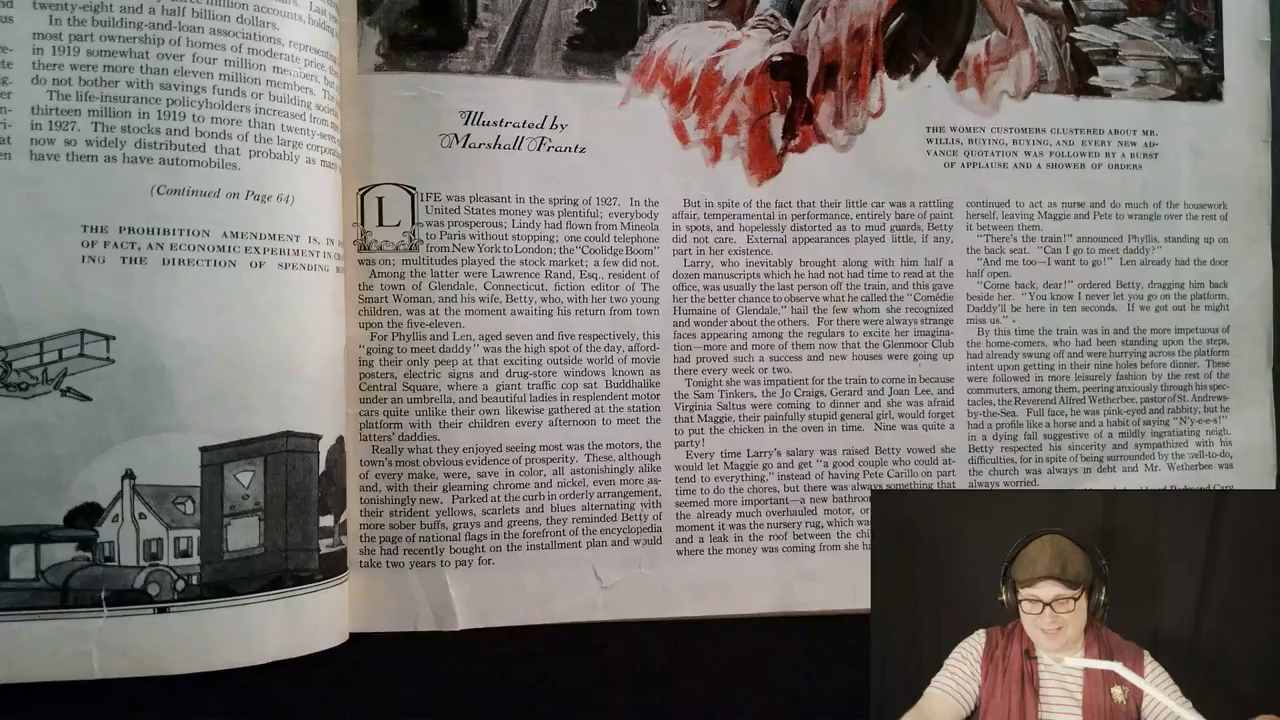 twenty-eight and a half billion dollars.
In the building-and-loan associations, representing
most part ownership of homes of moderate price,
in 1919 somewhat over four million members, but
there were more than eleven million members. The
do not bother with savings funds or building societies
The life-insurance policyholders increased from
thirteen million in 1919 to more than twenty-seven
in 1927. The stocks and bonds of the large corpora
now so widely distributed that probably as many
have them as have automobiles.
(Continued on Page 64)
THE PROHIBITION AMENDMENT IS, IN
OF FACT, AN ECONOMIC EXPERIMENT IN
ING THE DIRECTION OF SPENDING
Illustrated by
Marshall Frantz
THE WOMEN CUSTOMERS CLUSTERED ABOUT MR.
WILLIS, BUYING, BUYING, AND EVERY NEW AD-
VANCE QUOTATION WAS FOLLOWED BY A BURST
OF APPLAUSE AND A SHOWER OF ORDERS
LIFE was pleasant in the spring of 1927. In the
United States money was plentiful; everybody
was prosperous; Lindy had flown from Mineola
to Paris without stopping; one could telephone
from New York to London; the "Coolidge Boom"
was on; multitudes played the stock market; a few did not.
Among the latter were Lawrence Rand, Esq., resident of
the town of Glendale, Connecticut, fiction editor of The
Smart Woman, and his wife, Betty, who, with her two young
children, was at the moment awaiting his return from town
upon the five-eleven.
For Phyllis and Len, aged seven and five respectively, this
"going to meet daddy" was the high spot of the day, afford-
ing their only peep at that exciting outside world of movie
posters, electric signs and drug-store windows known as
Central Square, where a giant traffic cop sat Buddhalike
under an umbrella, and beautiful ladies in resplendent motor
cars quite unlike their own likewise gathered at the station
platform with their children every afternoon to meet the
latters' daddies.
Really what they enjoyed seeing most was the motors, the
town's most obvious evidence of prosperity. These, although
of every make, were, save in color, all astonishingly alike
and, with their gleaming chrome and nickel, even more as-
tonishingly new. Parked at the curb in orderly arrangement,
their strident yellows, scarlets and blues alternating with
more sober buffs, grays and greens, they reminded Betty of
the page of national flags in the forefront of the encyclopedia
she had recently bought on the installment plan and would
take two years to pay for.
But in spite of the fact that their little car was a rattling
affair, temperamental in performance, entirely bare of paint
in spots, and hopelessly distorted as to mud guards, Betty
did not care. External appearances played little, if any,
part in her existence.
Larry, who inevitably brought along with him half a
dozen manuscripts which he had not had time to read at the
office, was usually the last person off the train, and this gave
her the better chance to observe what he called the "Comédie
Humaine of Glendale," hail the few whom she recognized
and wonder about the others. For there were always strange
faces appearing among the regulars to excite her imagina-
tion—more and more of them now that the Glenmoor Club
had proved such a success and new houses were going up
there every week or two.
Tonight she was impatient for the train to come in because
the Sam Tinkers, the Jo Craigs, Gerard and Joan Lee, and
Virginia Saltus were coming to dinner and she was afraid
that Maggie, their painfully stupid general girl, would forget
to put the chicken in the oven in time. Nine was quite a
party!
Every time Larry's salary was raised Betty vowed she
would let Maggie go and get "a good couple who could at-
tend to everything," instead of having Pete Carillo on part
time to do the chores, but there was always something that
seemed more important—a new bathroom
the already much overhauled motor, or
moment it was the nursery rug, which was
and a leak in the roof between the chi
where the money was coming from she ha
continued to act as nurse and do much of the housework
herself, leaving Maggie and Pete to wrangle over the rest of
it between them.
"There's the train!" announced Phyllis, standing up on
the back seat. "Can I go to meet daddy?"
"And me too—I want to go!" Len already had the door
half open.
"Come back, dear!" ordered Betty, dragging him back
beside her. "You know I never let you go on the platform.
Daddy'll be here in ten seconds. If we got out he might
miss us."
By this time the train was in and the more impetuous of
the home-comers, who had been standing upon the steps,
had already swung off and were hurrying across the platform
intent upon getting in their nine holes before dinner. These
were followed in more leisurely fashion by the rest of the
commuters, among them, peering anxiously through his spec-
tacles, the Reverend Alfred Wetherbee, pastor of St. Andrews-
by-the-Sea. Full face, he was pink-eyed and rabbity, but he
had a profile like a horse and a habit of saying "N'y-e-e-s!"
in a dying fall suggestive of a mildly ingratiating neigh.
Betty respected his sincerity and sympathized with his
difficulties, for in spite of being surrounded by the well-to-do,
the church was always in debt and Mr. Wetherbee was
always worried.